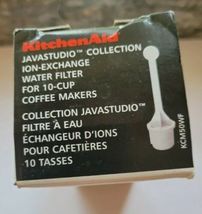 KitchenAid
JAVASTUDIO™ COLLECTION
ION-EXCHANGE
WATER FILTER
FOR 10-CUP
COFFEE MAKERS
COLLECTION JAVASTUDIO™
FILTRE À EAU
ÉCHANGEUR D'IONS
POUR CAFETIÈRES
10 TASSES
KCM50WF